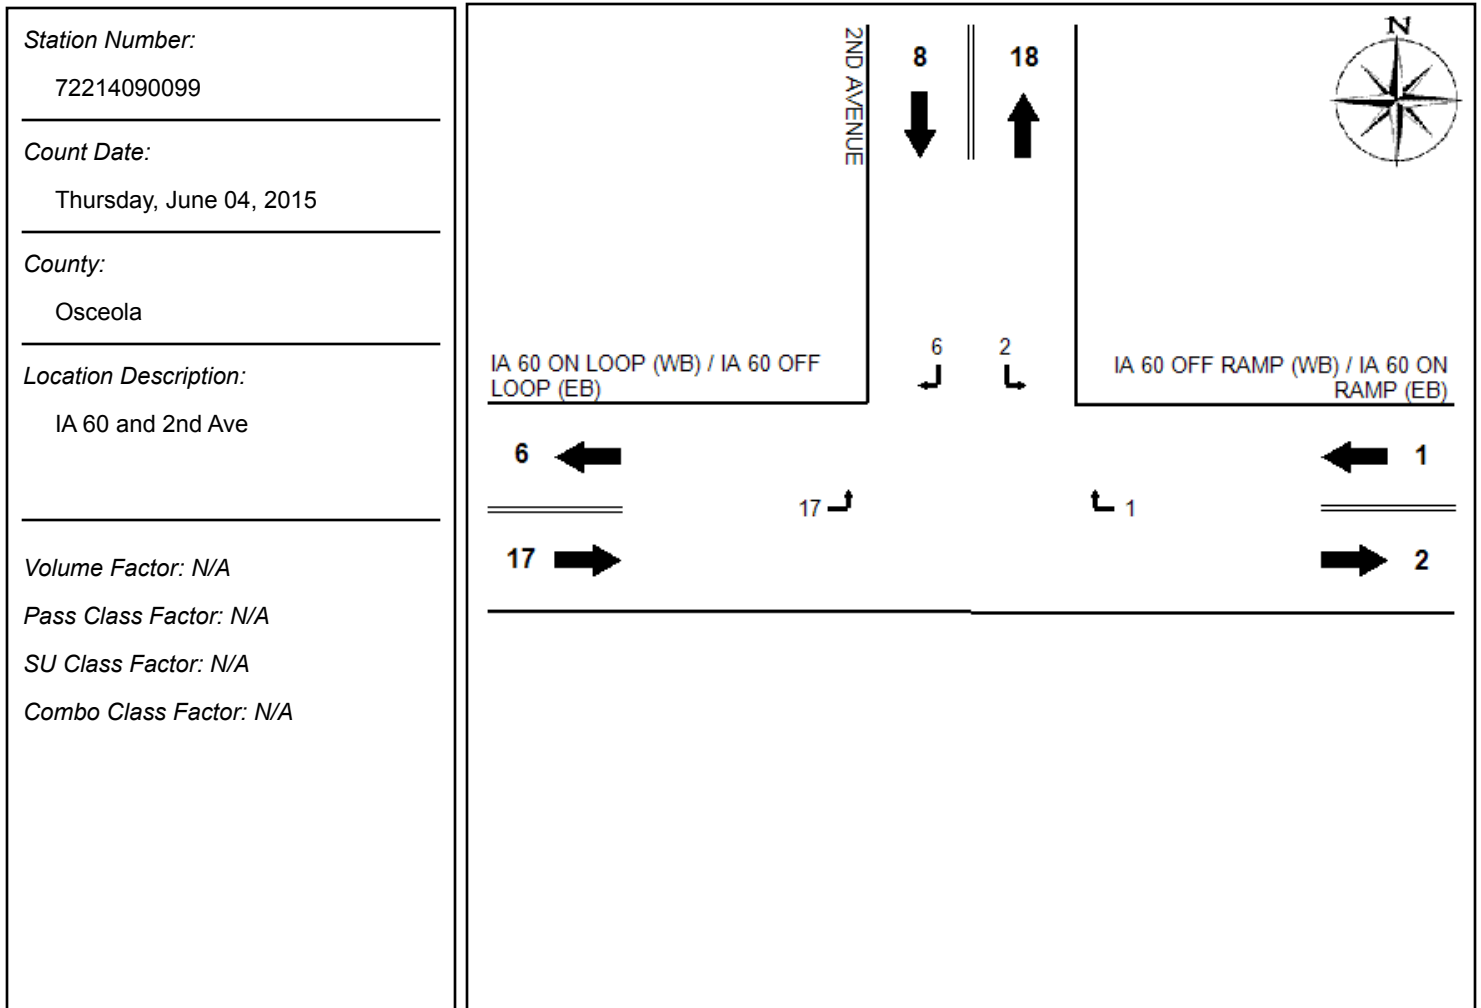 Station Number:
72214090099
Count Date:
Thursday, June 04, 2015
County:
Osceola
Location Description:
IA 60 and 2nd Ave
Volume Factor: N/A
Pass Class Factor: N/A
SU Class Factor: N/A
Combo Class Factor: N/A
N
2ND AVENUE
8
18
6
2
IA 60 ON LOOP (WB) / IA 60 OFF
LOOP (EB)
IA 60 OFF RAMP (WB) / IA 60 ON
RAMP (EB)
6
1
17
1
17
2